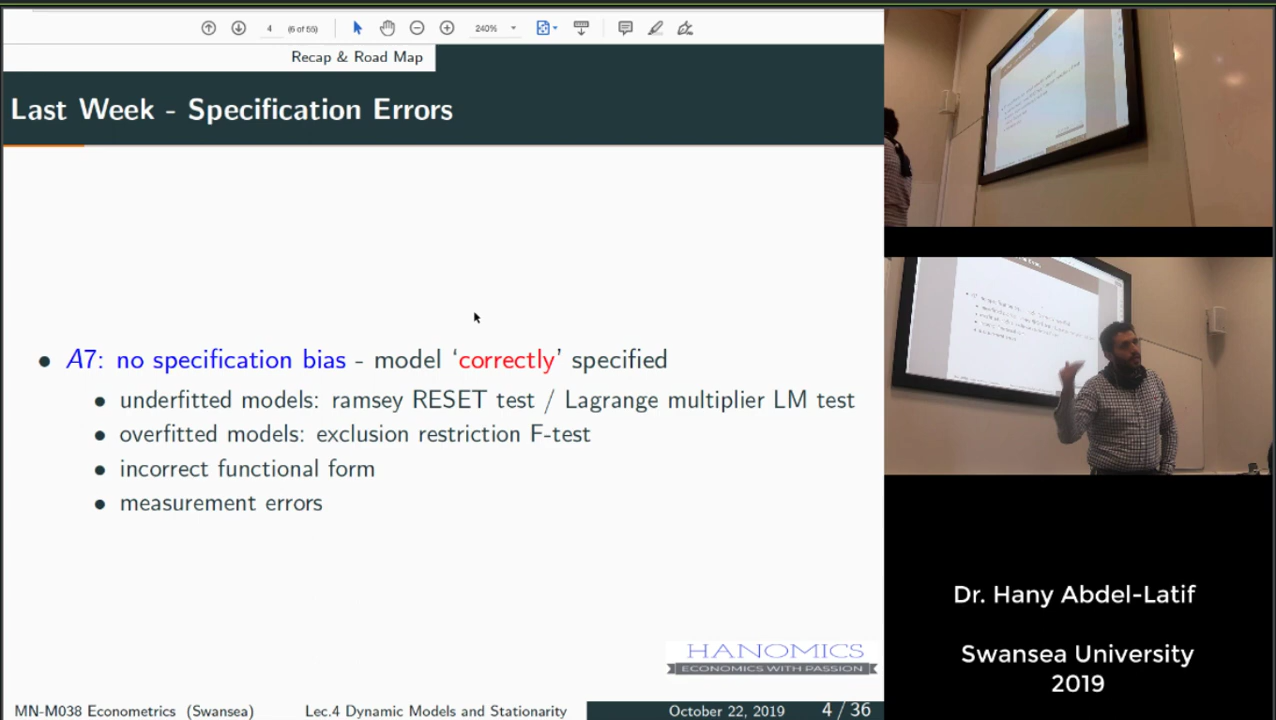 4 (6 of 55) 240%
Recap & Road Map
Last Week - Specification Errors
• A7: no specification bias - model ‘correctly’ specified
• underfitted models: ramsey RESET test / Lagrange multiplier LM test
• overfitted models: exclusion restriction F-test
• incorrect functional form
• measurement errors
HANOMICS
ECONOMICS WITH PASSION
MN-M038 Econometrics (Swansea) Lec.4 Dynamic Models and Stationarity October 22, 2019 4 / 36
Dr. Hany Abdel-Latif
Swansea University
2019